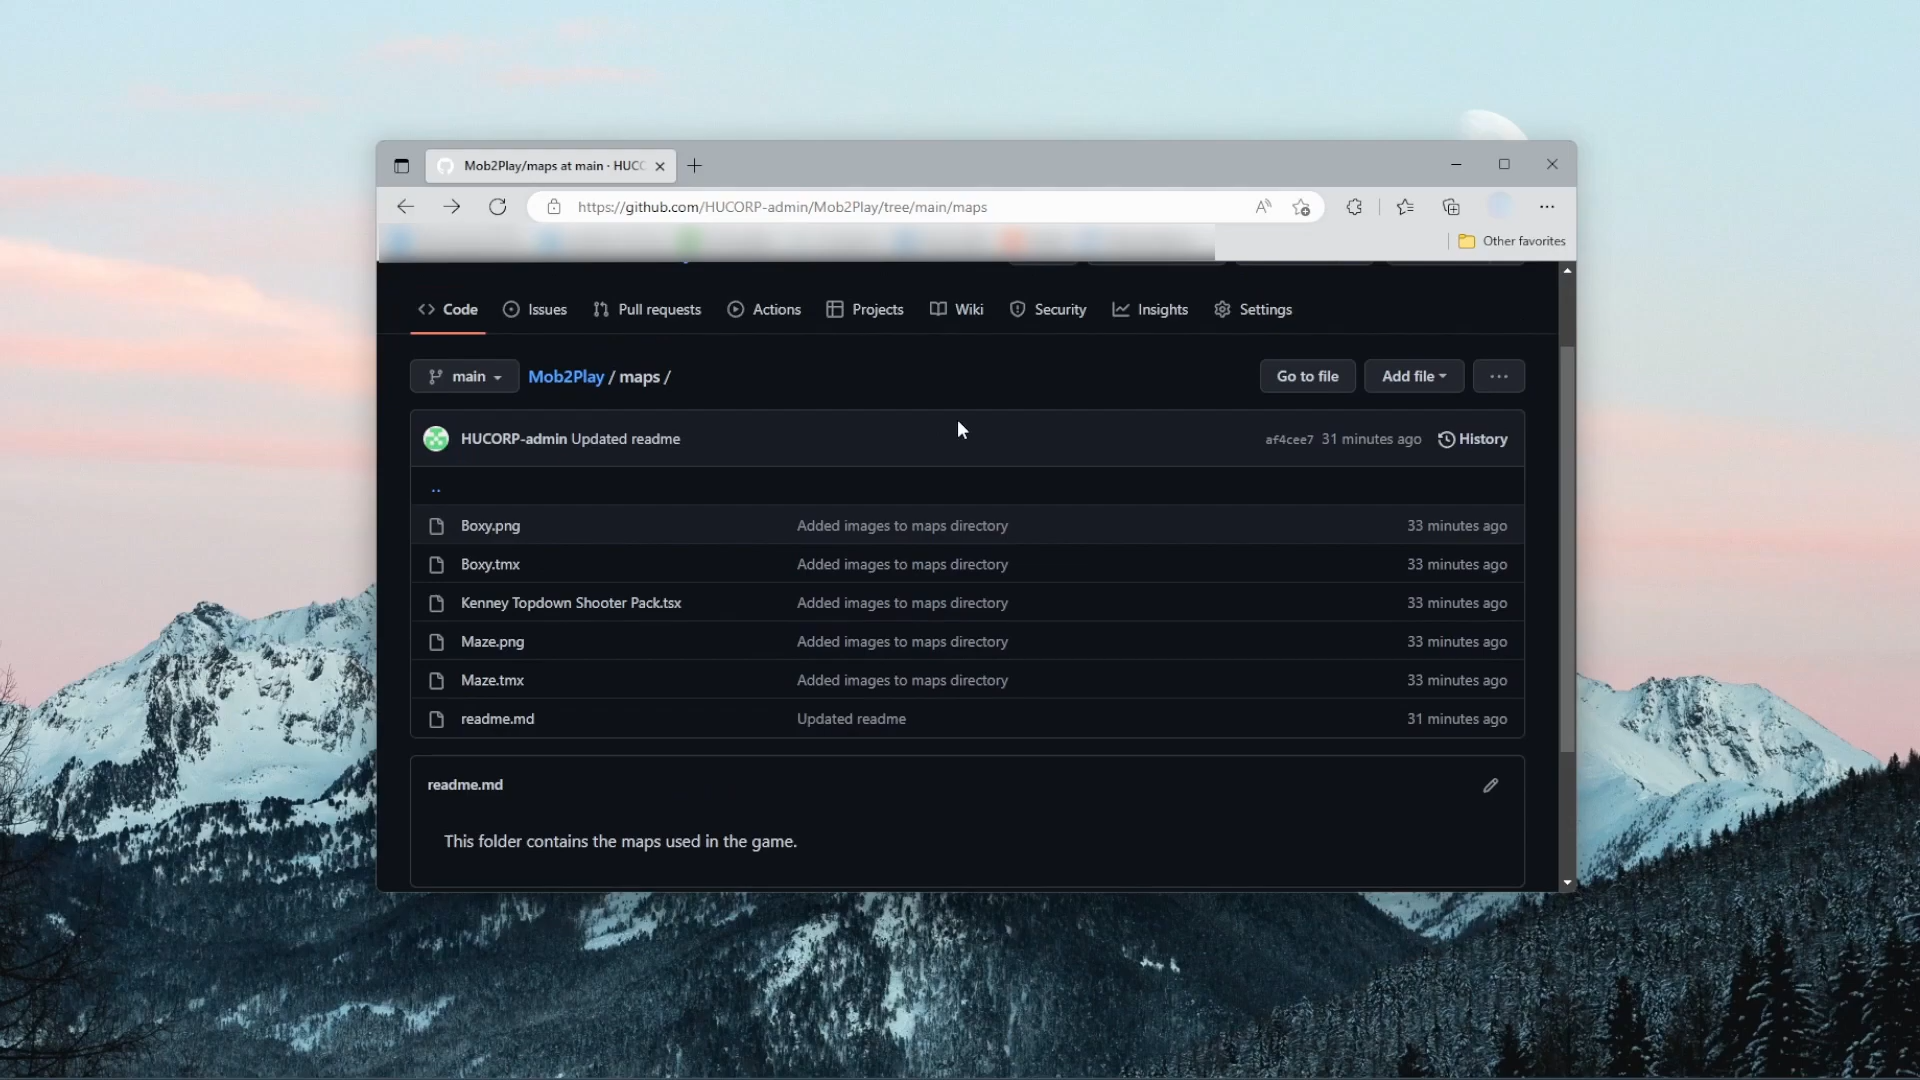 Mob2Play/maps at main · HUCC
https://github.com/HUCORP-admin/Mob2Play/tree/main/maps
Other favorites
Code Issues Pull requests Actions Projects Wiki Security Insights Settings
main Mob2Play / maps / Go to file Add file ...
HUCORP-admin Updated readme af4cee7 31 minutes ago History
..
Boxy.png Added images to maps directory 33 minutes ago
Boxy.tmx Added images to maps directory 33 minutes ago
Kenney Topdown Shooter Pack.tsx Added images to maps directory 33 minutes ago
Maze.png Added images to maps directory 33 minutes ago
Maze.tmx Added images to maps directory 33 minutes ago
readme.md Updated readme 31 minutes ago
readme.md
This folder contains the maps used in the game.